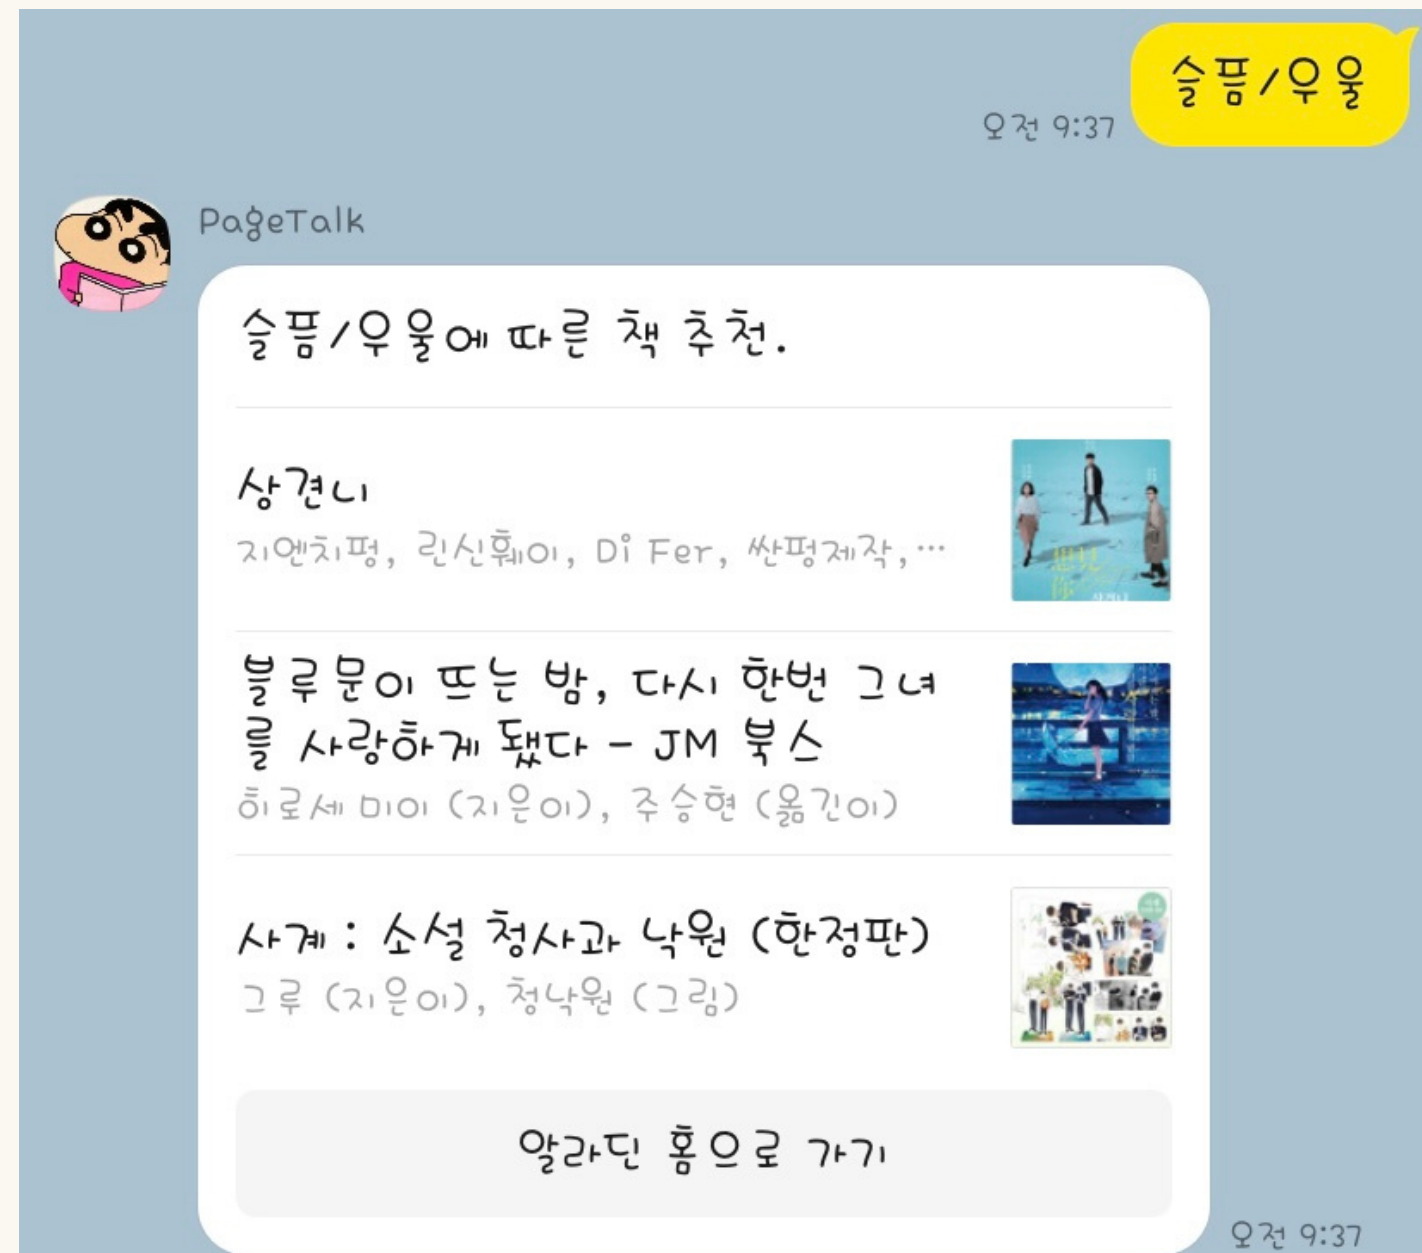 슬픔/우울
오전 9:37
PageTalk
슬픔/우울에 따른 책 추천.
상견니
지엔치펑, 린신훼이, Di Fer, 싼펑제작,…
블루문이 뜨는 밤, 다시 한번 그녀
를 사랑하게 됐다 - JM 북스
히로세 미이 (지은이), 주승현 (옮긴이)
사계 : 소설 청사과 낙원 (한정판)
그루 (지은이), 청낙원 (그림)
알라딘 홈으로 가기
오전 9:37